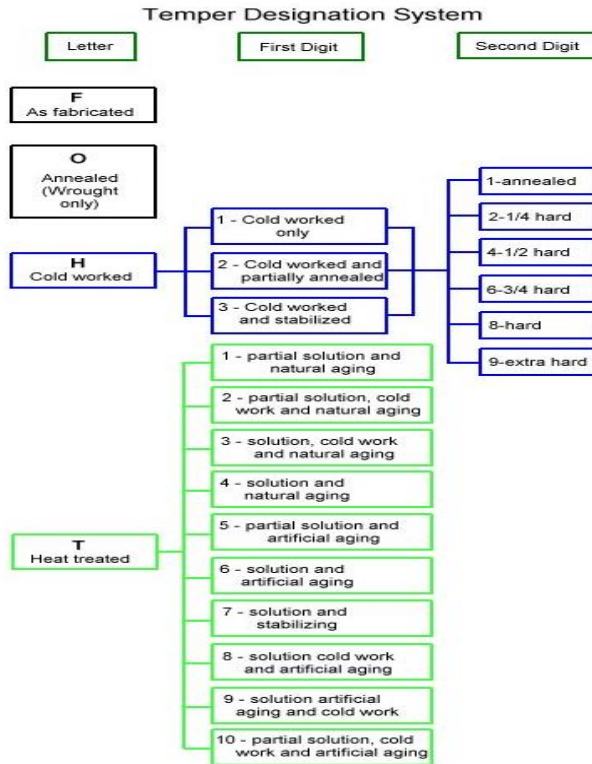 Temper Designation System
Letter
First Digit
Second Digit
F
As fabricated
O
Annealed
(Wrought
only)
H
Cold worked
1 - Cold worked
only
2 - Cold worked and
partially annealed
3 - Cold worked
and stabilized
1-annealed
2-1/4 hard
4-1/2 hard
6-3/4 hard
8-hard
9-extra hard
T
Heat treated
1 - partial solution and
natural aging
2 - partial solution, cold
work and natural aging
3 - solution, cold work
and natural aging
4 - solution and
natural aging
5 - partial solution and
artificial aging
6 - solution and
artificial aging
7 - solution and
stabilizing
8 - solution cold work
and artificial aging
9 - solution artificial
aging and cold work
10 - partial solution, cold
work and artificial aging